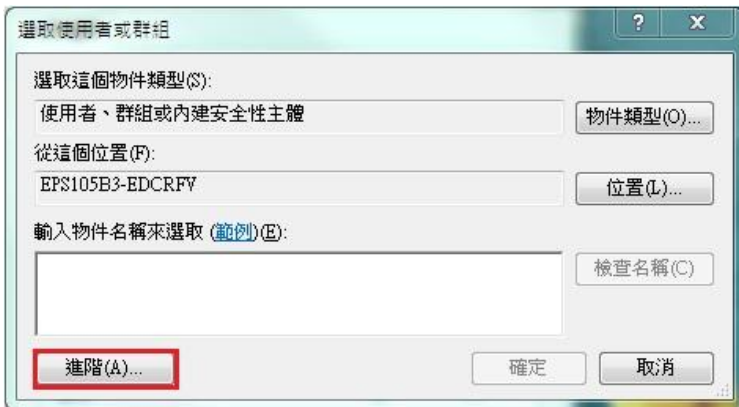 選取使用者或群組
選取這個物件類型(S):
使用者、群組或內建安全性主體
物件類型(O)...
從這個位置(F):
EPS105B3-EDCRFV
位置(L)...
輸入物件名稱來選取 (範例)(E):
檢查名稱(C)
進階(A)...
確定
取消